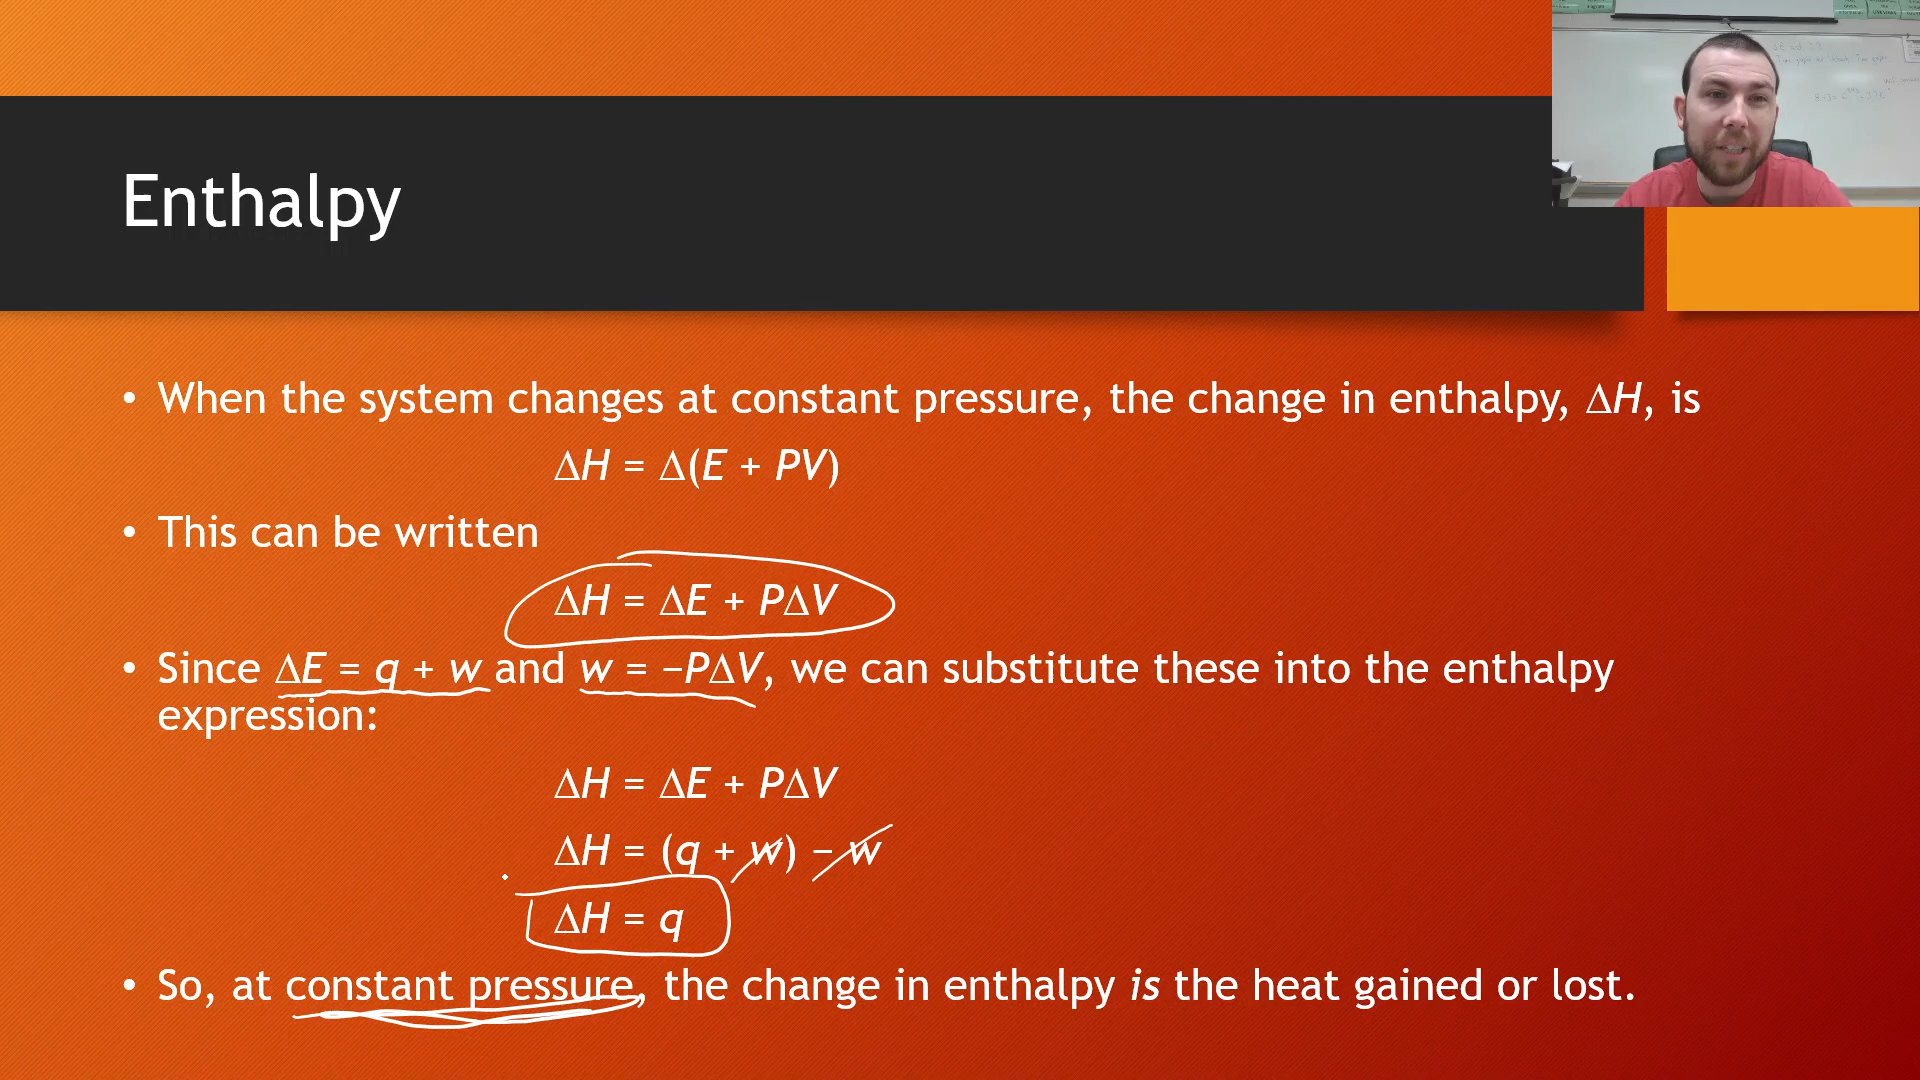 Enthalpy
• When the system changes at constant pressure, the change in enthalpy, ΔH, is
ΔH = Δ(E + PV)
• This can be written
ΔH = ΔE + PΔV
• Since ΔE = q + w and w = −PΔV, we can substitute these into the enthalpy
expression:
ΔH = ΔE + PΔV
ΔH = (q + w) − w
ΔH = q
• So, at constant pressure, the change in enthalpy is the heat gained or lost.